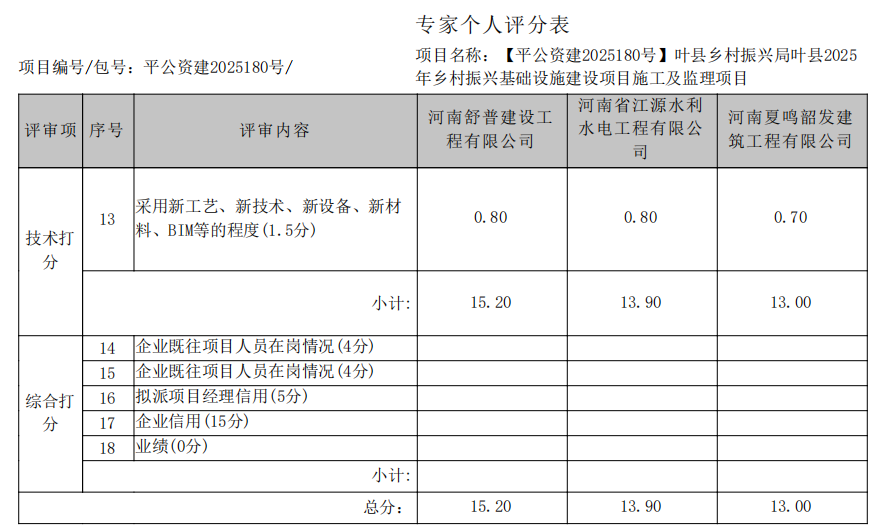 专家个人评分表
项目编号/包号：平公资建2025180号/
项目名称：【平公资建2025180号】叶县乡村振兴局叶县2025
年乡村振兴基础设施建设项目施工及监理项目
评审项 序号 评审内容
河南舒普建设工
程有限公司
河南省江源水利
水电工程有限公
司
河南夏鸣韶发建
筑工程有限公司
技术打
分
13
采用新工艺、新技术、新设备、新材
料、BIM等的程度(1.5分)
0.80 0.80 0.70
小计: 15.20 13.90 13.00
综合打
分
14 企业既往项目人员在岗情况(4分)
15 企业既往项目人员在岗情况(4分)
16 拟派项目经理信用(5分)
17 企业信用(15分)
18 业绩(0分)
小计:
总分： 15.20 13.90 13.00